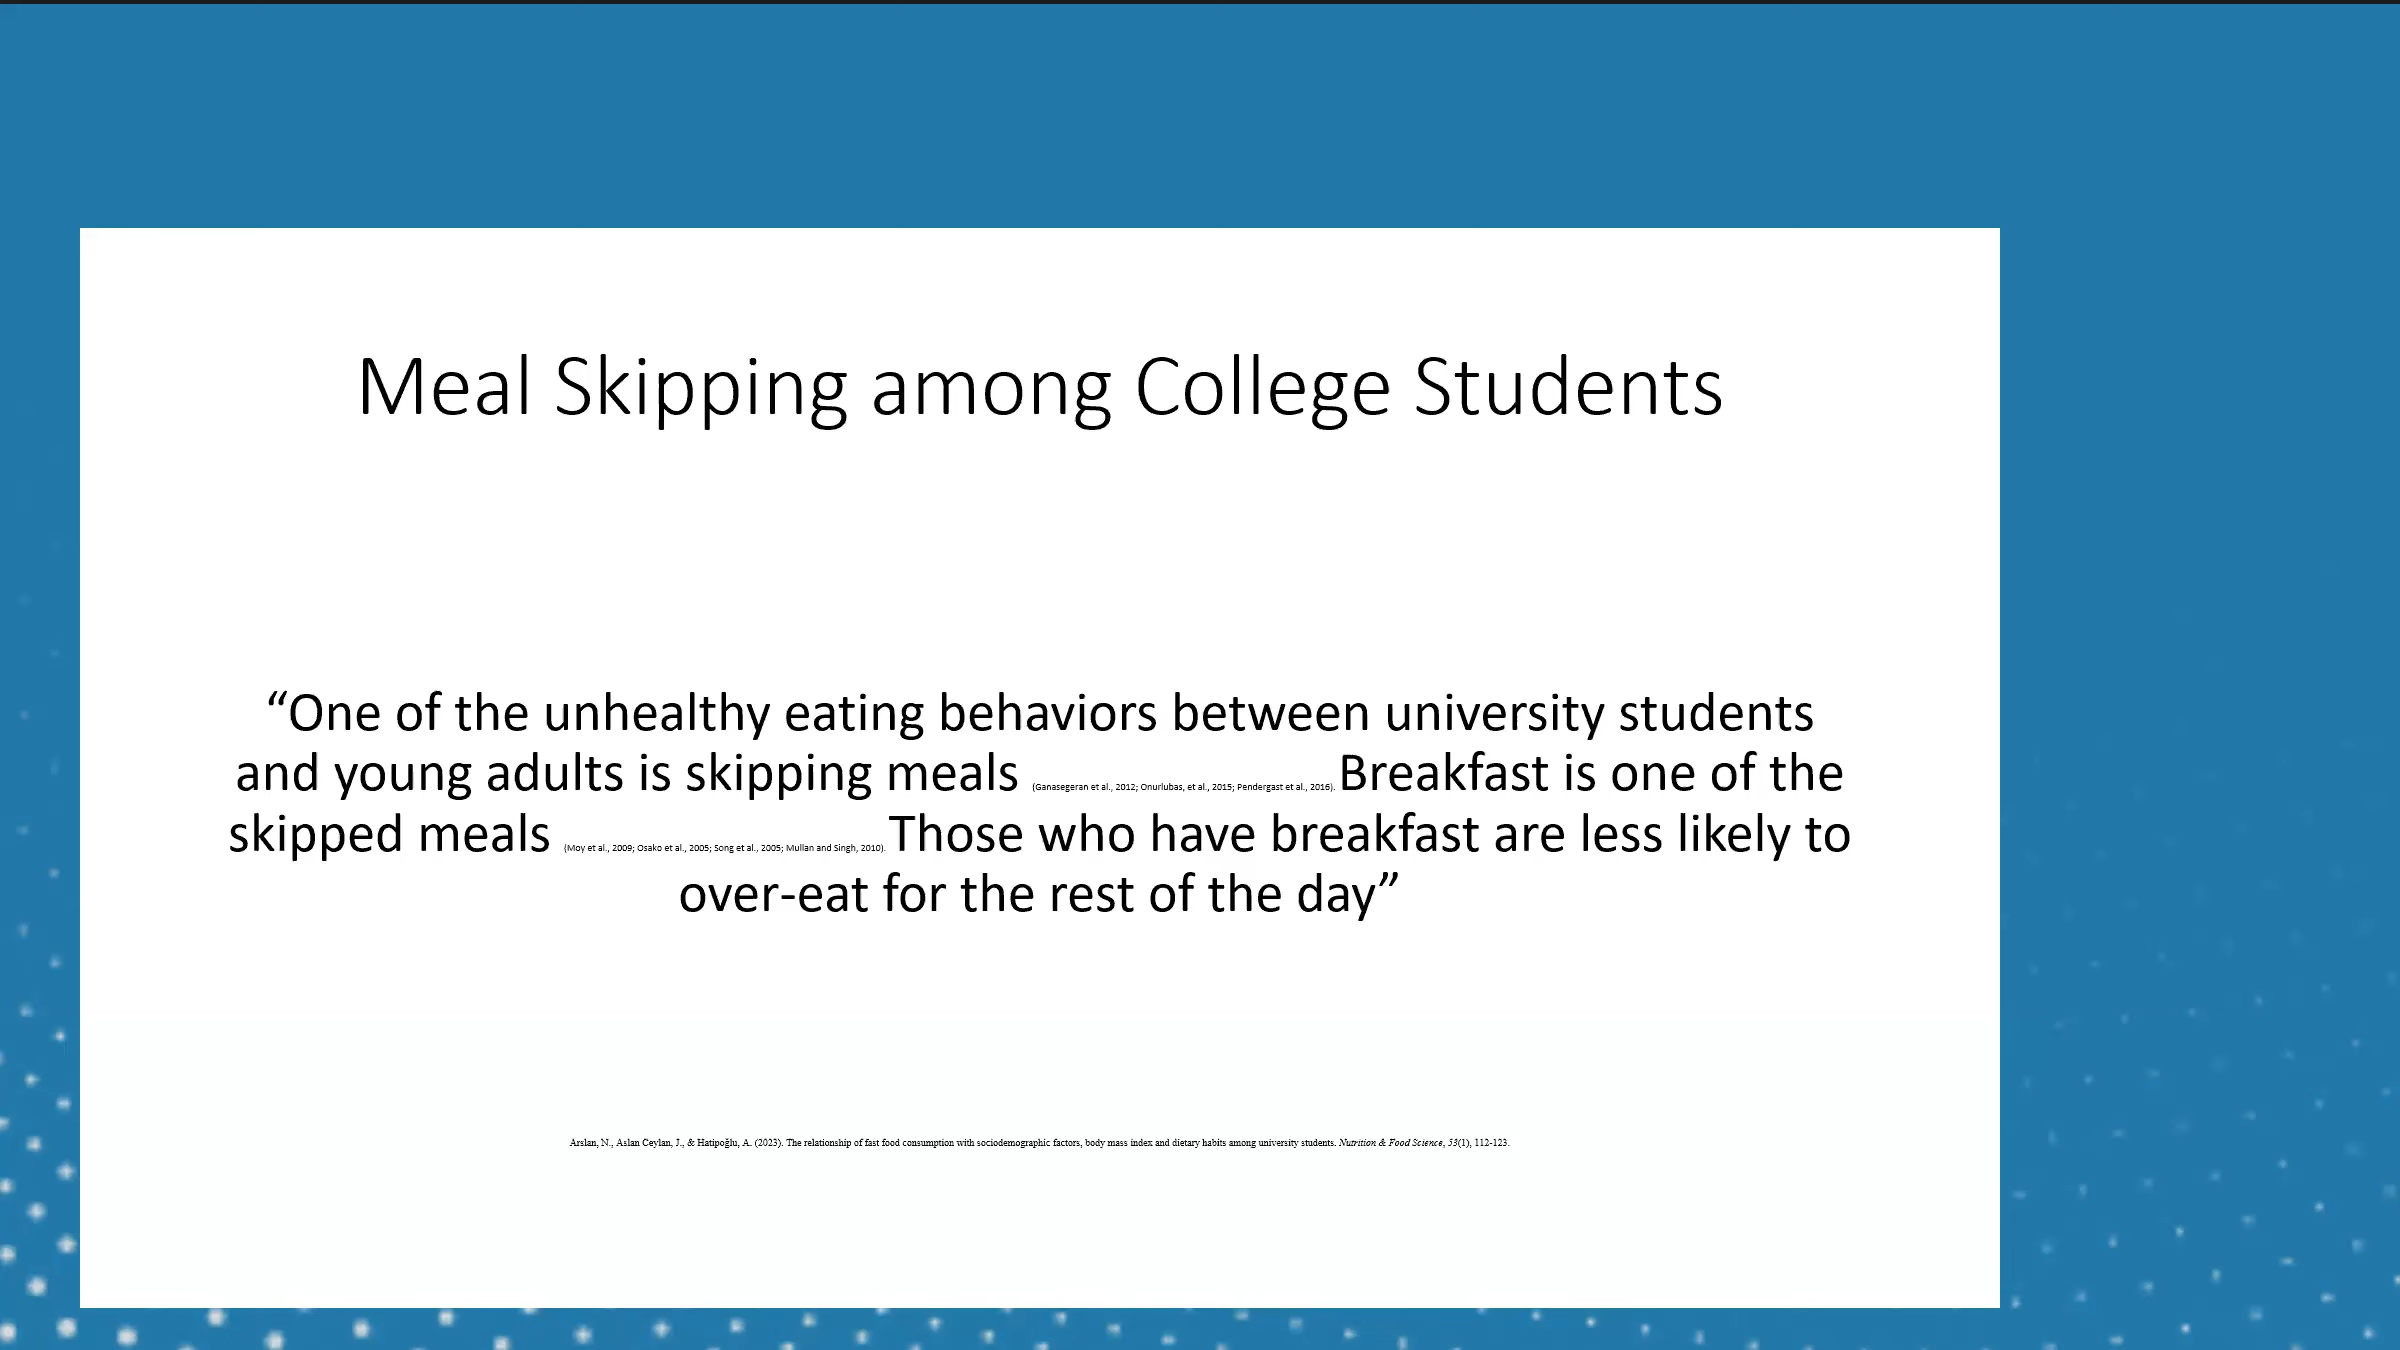 Meal Skipping among College Students
“One of the unhealthy eating behaviors between university students
and young adults is skipping meals (Ganasegeran et al., 2012; Onurlubas, et al., 2015; Pendergast et al., 2016). Breakfast is one of the
skipped meals (Moy et al., 2009; Osako et al., 2005; Song et al., 2005; Mullan and Singh, 2010). Those who have breakfast are less likely to
over-eat for the rest of the day”
Arslan, N., Aslan Ceylan, J., & Hatipoğlu, A. (2023). The relationship of fast food consumption with sociodemographic factors, body mass index and dietary habits among university students. Nutrition & Food Science, 53(1), 112-123.